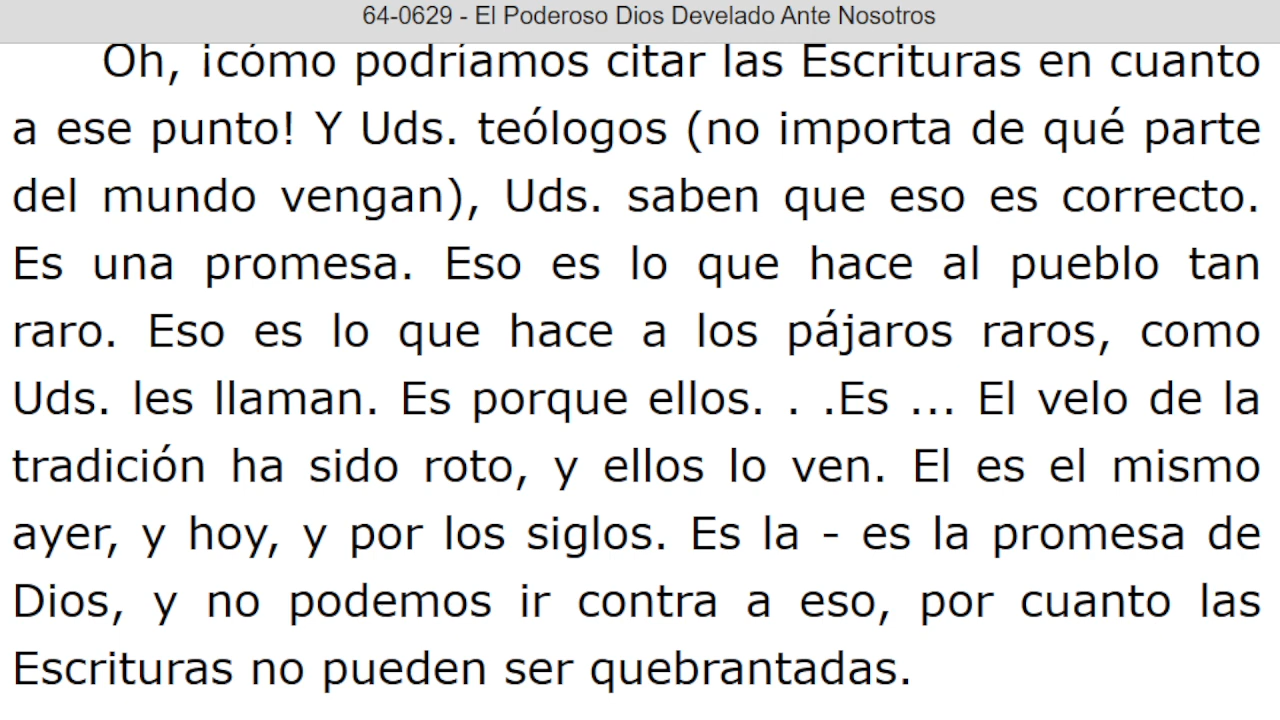 64-0629 - El Poderoso Dios Develado Ante Nosotros
Oh, ¡cómo podríamos citar las Escrituras en cuanto
a ese punto! Y Uds. teólogos (no importa de qué parte
del mundo vengan), Uds. saben que eso es correcto.
Es una promesa. Eso es lo que hace al pueblo tan
raro. Eso es lo que hace a los pájaros raros, como
Uds. les llaman. Es porque ellos. . .Es ... El velo de la
tradición ha sido roto, y ellos lo ven. El es el mismo
ayer, y hoy, y por los siglos. Es la - es la promesa de
Dios, y no podemos ir contra a eso, por cuanto las
Escrituras no pueden ser quebrantadas.